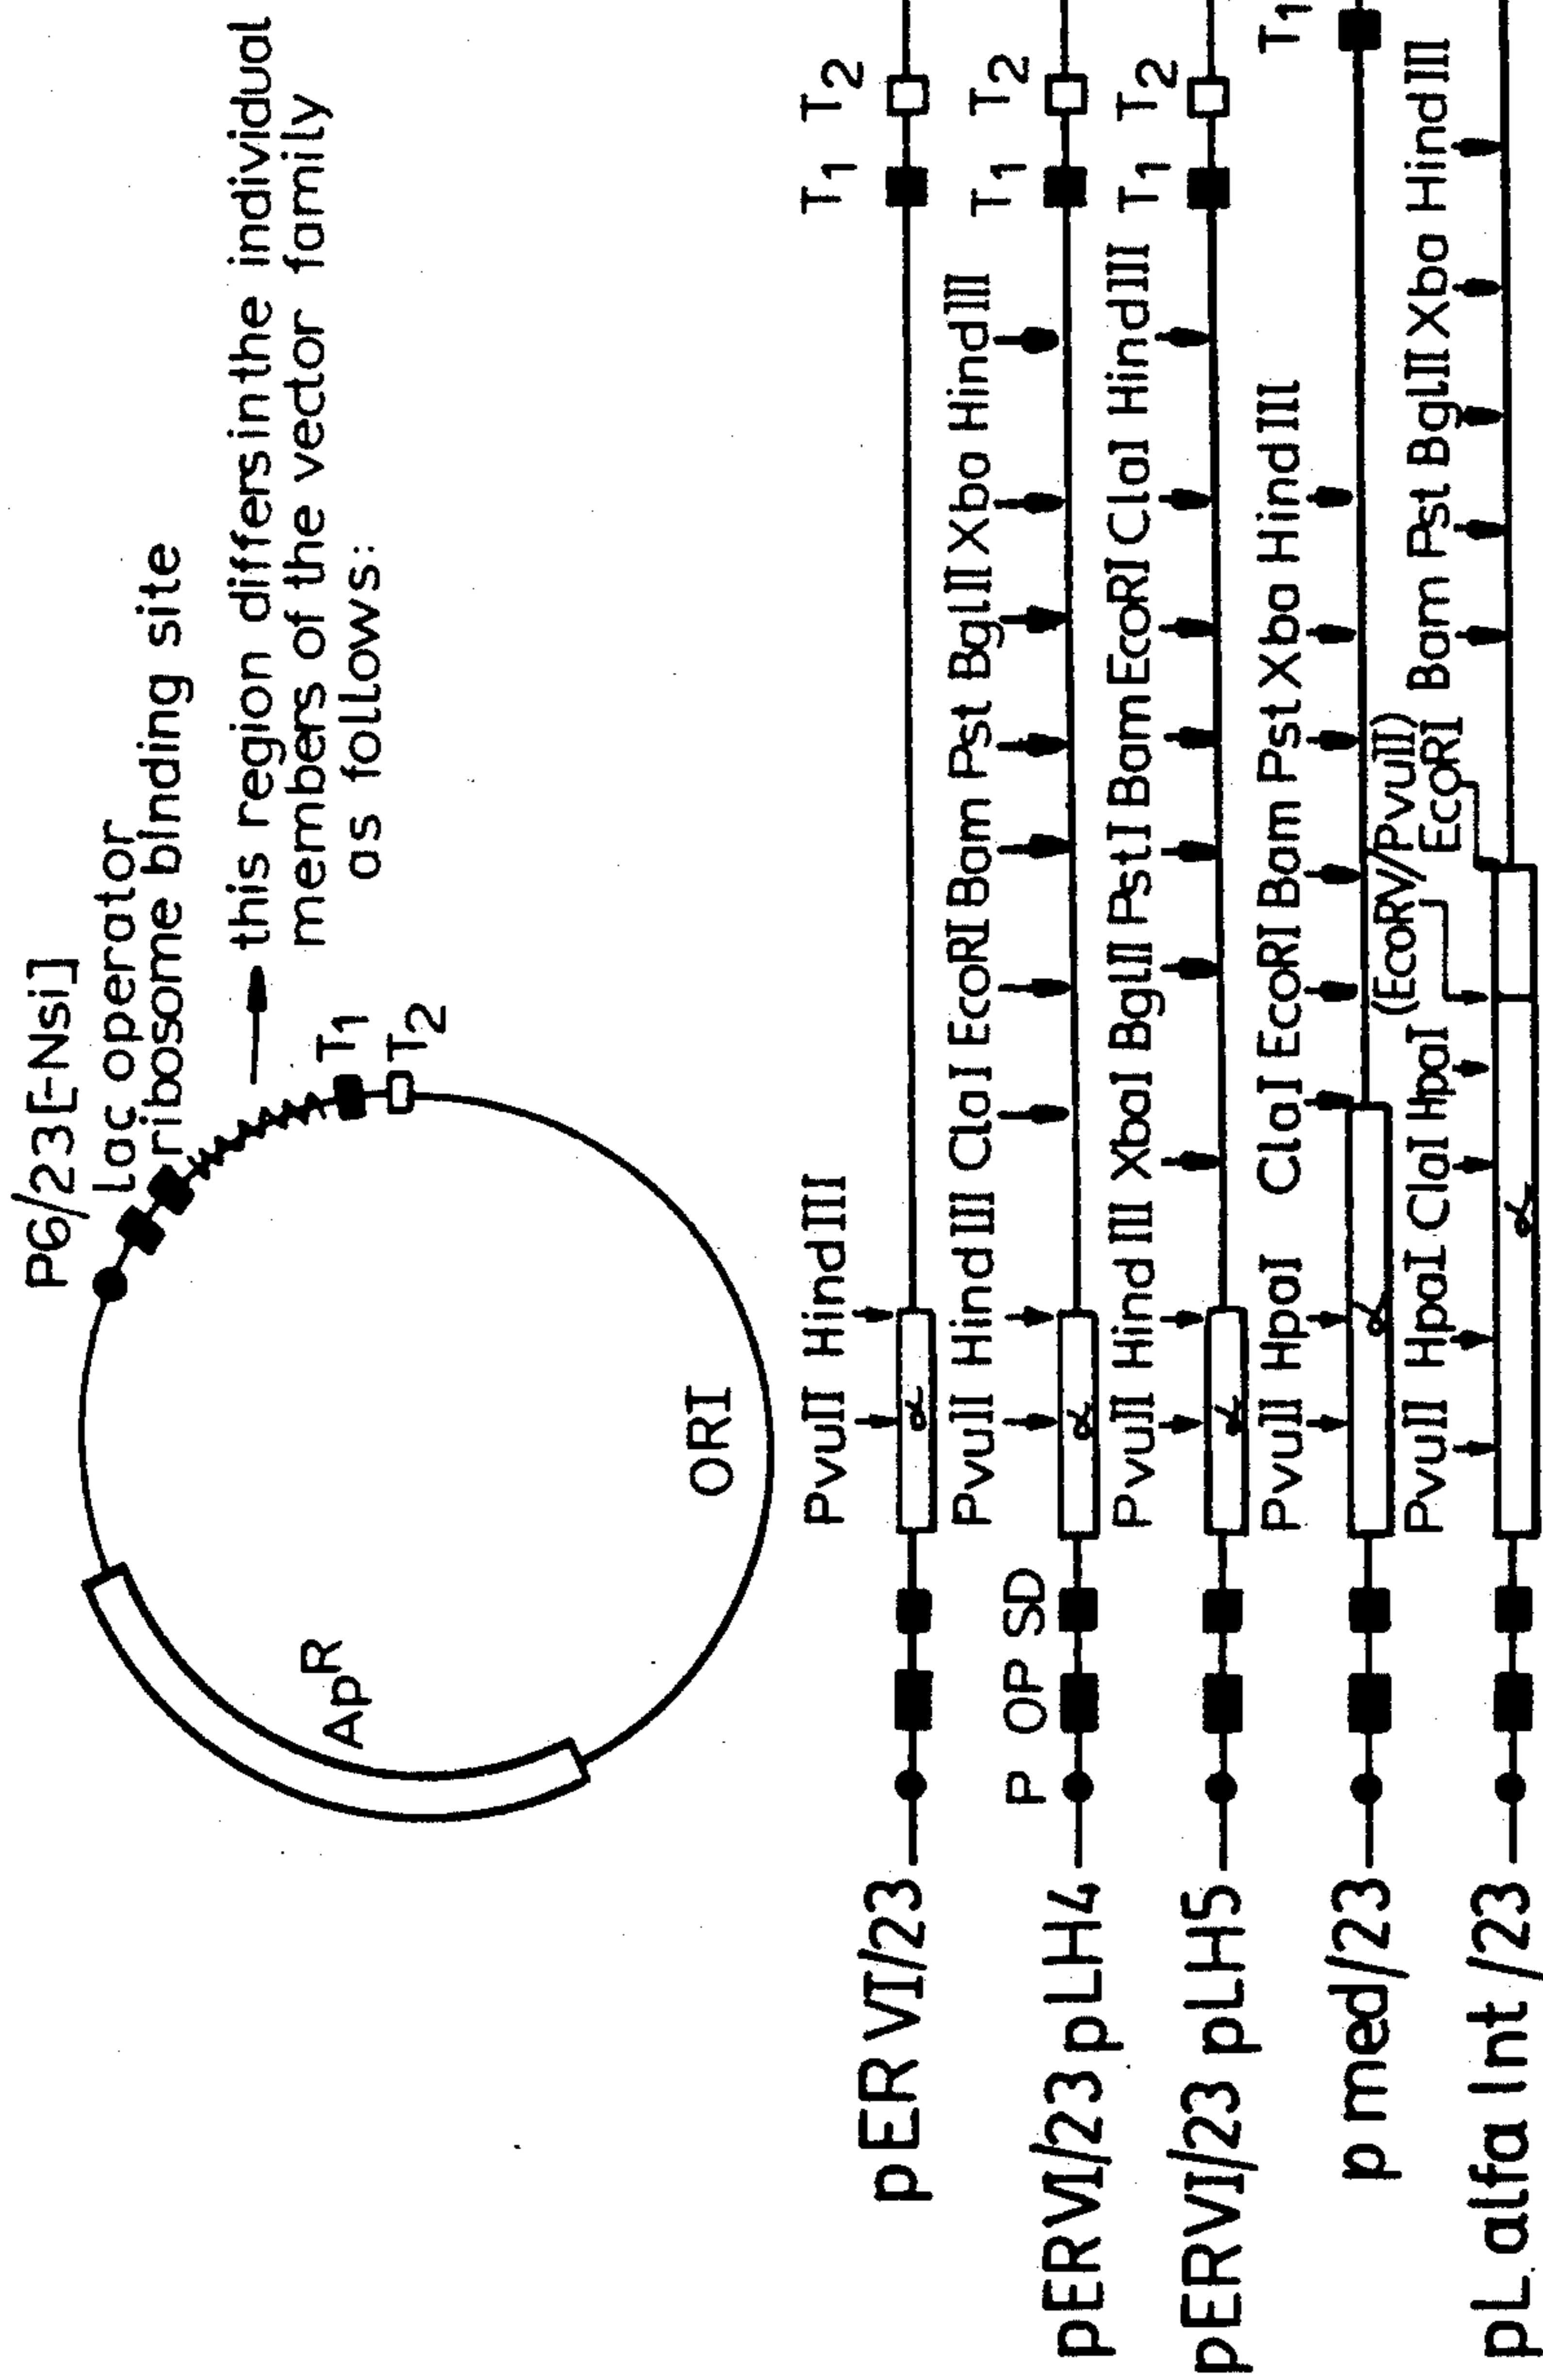 P6/23[-Nsi]
lac operator
ribosome binding site
this region differs in the individual
members of the vector family
as follows:
T1
T2
ApR
ORI
PvuII HindIII T1 T2
pER VI/23
P OP SD PvuII HindIII ClaI EcoRI Bam Pst BglII Xba HindIII T1 T2
α
pERVI/23 pLH4
PvuII HindIII XbaI BglII PstI Bam EcoRI ClaI HindIII T1 T2
α
pERVI/23 pLH5
α
PvuII HpaI ClaI EcoRI Bam Pst Xba HindIII T1
p med/23
α
(EcoRV/PvuII)
EcoRI
PvuII HpaI ClaI HpaI Bam Pst BglII Xba HindIII
pL alfa Int /23
α